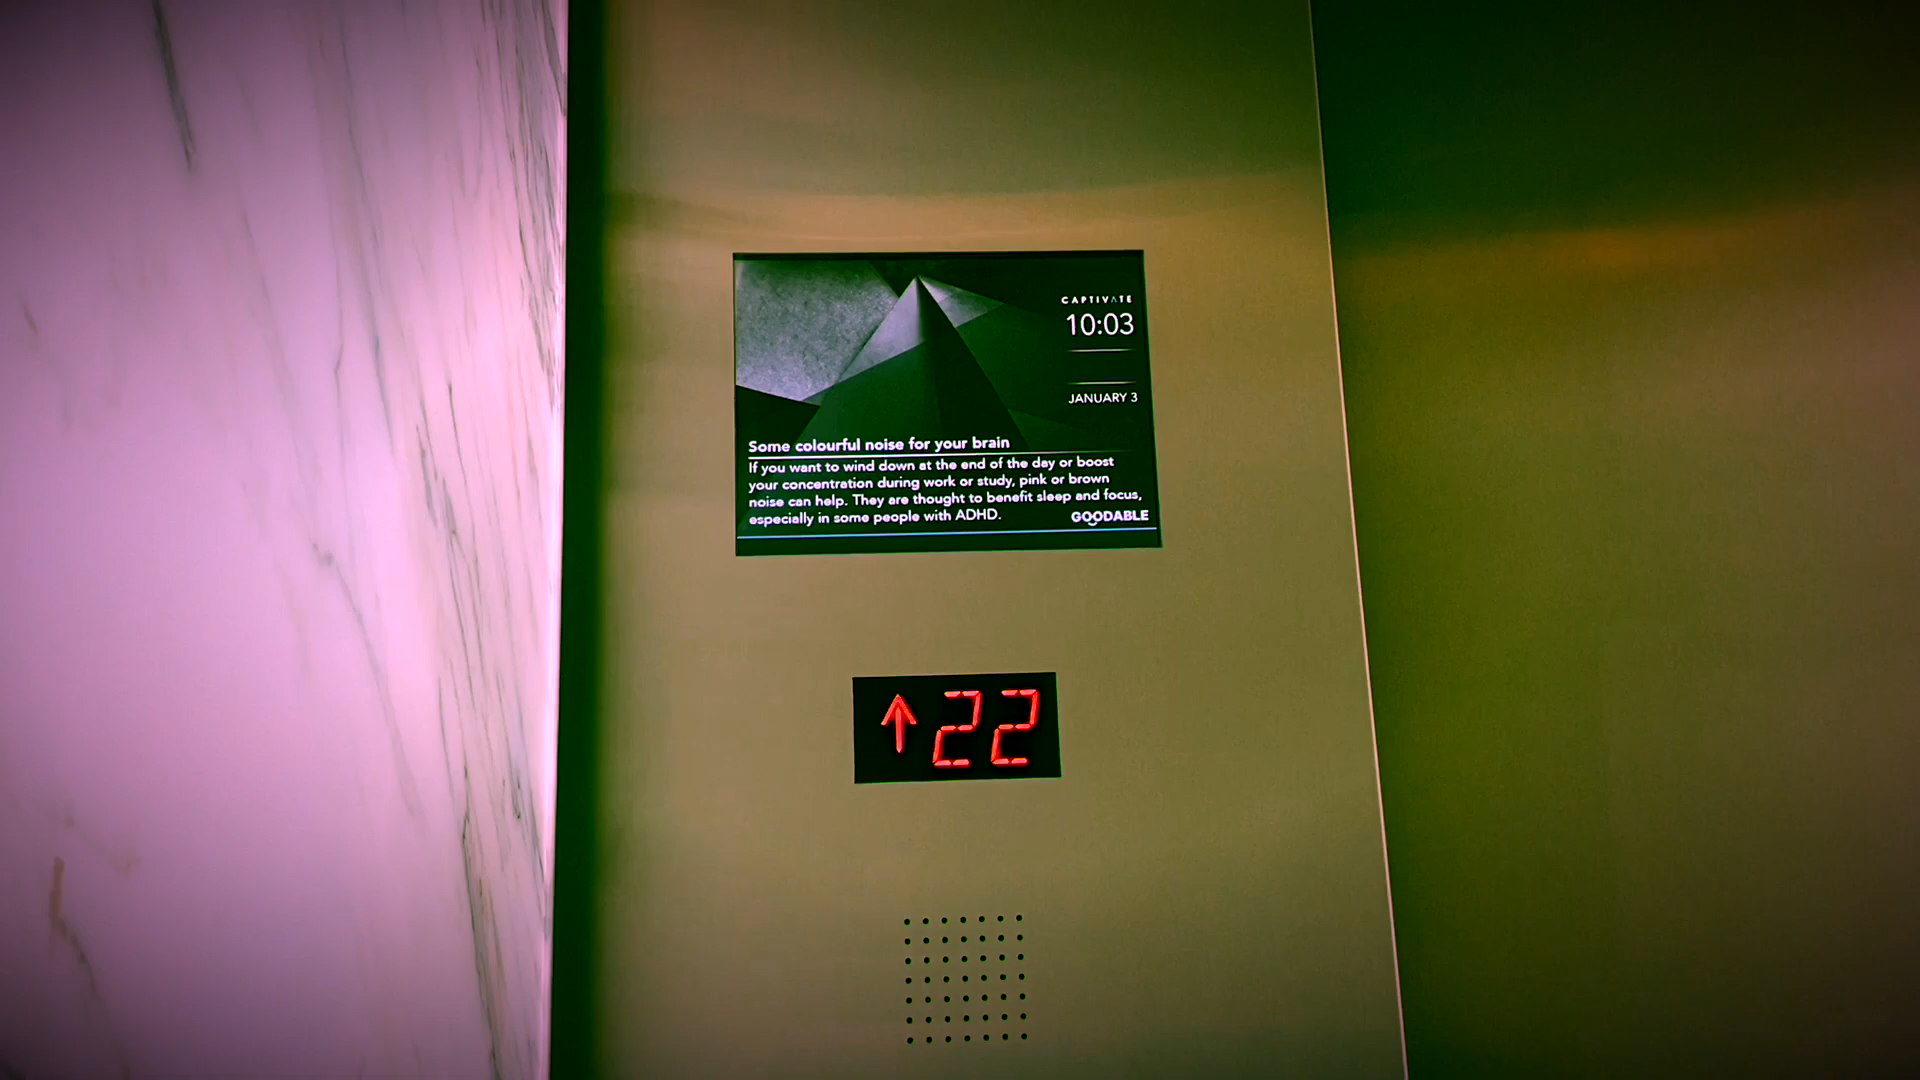 CAPTIVATE
10:03
JANUARY 3
Some colourful noise for your brain
If you want to wind down at the end of the day or boost
your concentration during work or study, pink or brown
noise can help. They are thought to benefit sleep and focus,
especially in some people with ADHD.
GOODABLE
↑22